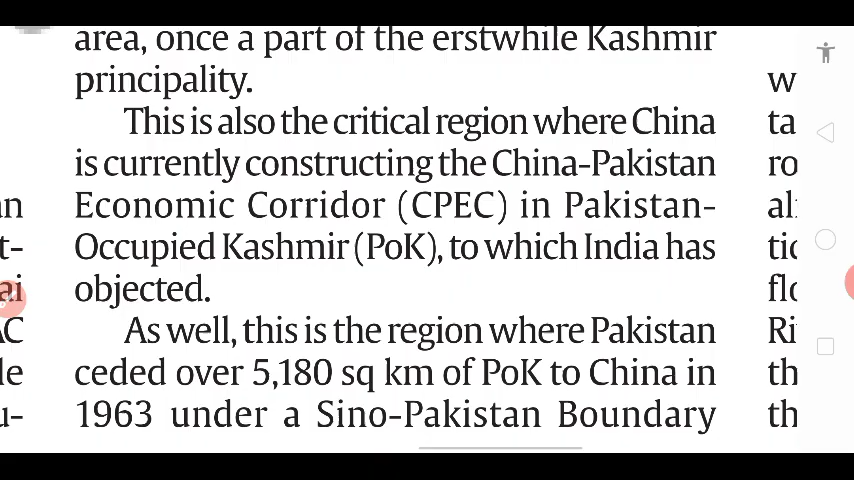 area, once a part of the erstwhile Kashmir
principality.
This is also the critical region where China
is currently constructing the China-Pakistan
Economic Corridor (CPEC) in Pakistan-
Occupied Kashmir (PoK), to which India has
objected.
As well, this is the region where Pakistan
ceded over 5,180 sq km of PoK to China in
1963 under a Sino-Pakistan Boundary